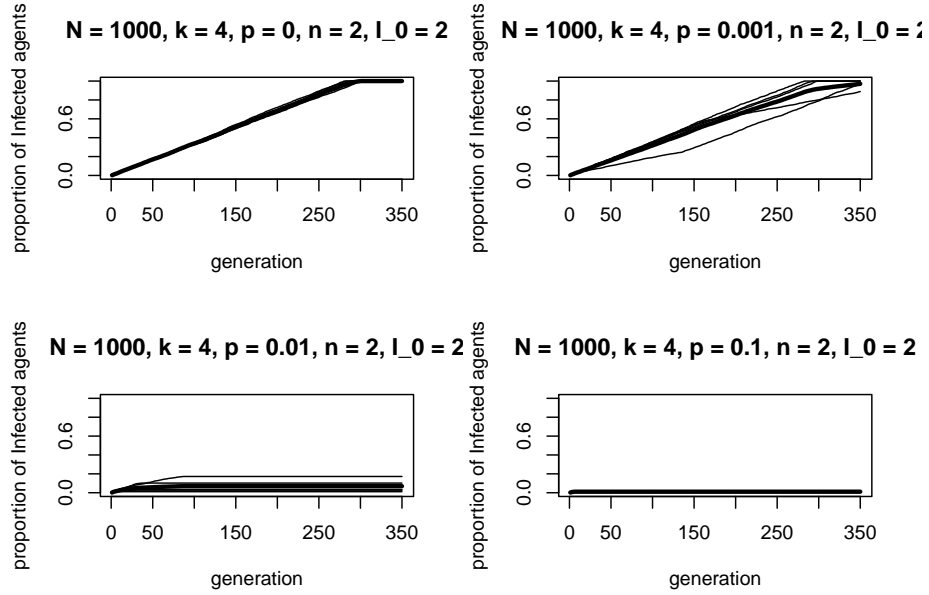 N = 1000, k = 4, p = 0, n = 2, I_0 = 2
proportion of Infected agents
0.0 0.6
0 50 150 250 350
generation
N = 1000, k = 4, p = 0.001, n = 2, I_0 = 2
proportion of Infected agents
0.0 0.6
0 50 150 250 350
generation
N = 1000, k = 4, p = 0.01, n = 2, I_0 = 2
proportion of Infected agents
0.0 0.6
0 50 150 250 350
generation
N = 1000, k = 4, p = 0.1, n = 2, I_0 = 2
proportion of Infected agents
0.0 0.6
0 50 150 250 350
generation